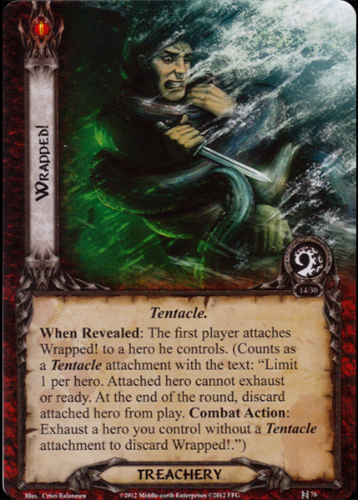 WRAPPED!
14/30
Tentacle.
When Revealed: The first player attaches
Wrapped! to a hero he controls. (Counts
as a Tentacle attachment with the text: “Limit
1 per hero. Attached hero cannot exhaust
or ready. At the end of the round, discard
attached hero from play. Combat Action:
Exhaust a hero you control without a Tentacle
attachment to discard Wrapped!.”)
TREACHERY
Illus. Cristi Balanescu
©2012 Middle-earth Enterprises ©2012 FFG
76